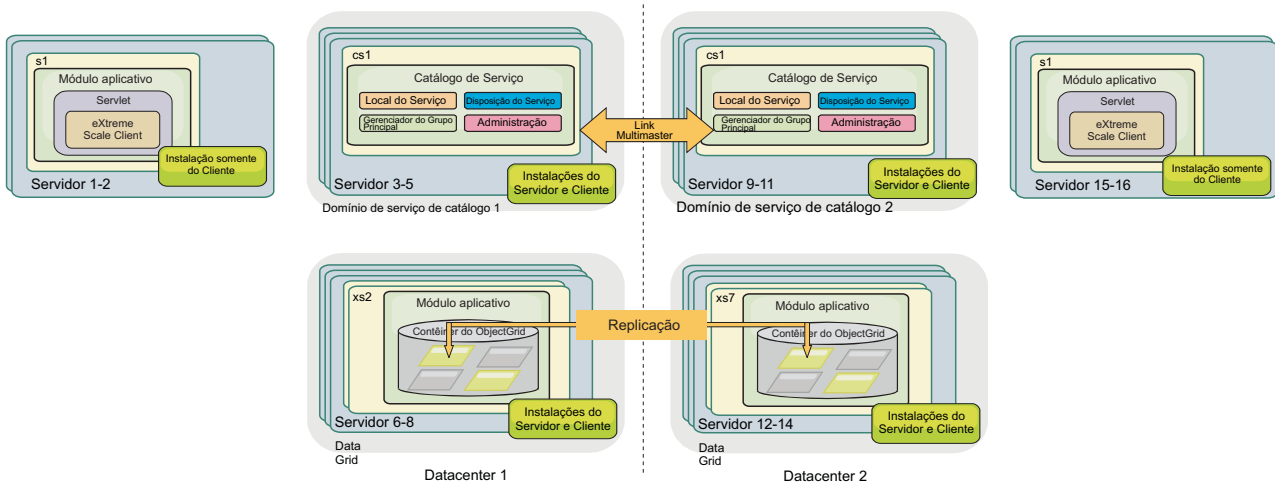 s1
Módulo aplicativo
Servlet
eXtreme
Scale Client
Instalação somente
do Cliente
Servidor 1-2
cs1
Catálogo de Serviço
Local do Serviço
Disposição do Serviço
Gerenciador do Grupo
Principal
Administração
Instalações do
Servidor e Cliente
Servidor 3-5
Domínio de serviço de catálogo 1
Link
Multimaster
cs1
Catálogo de Serviço
Local do Serviço
Disposição do Serviço
Gerenciador do Grupo
Principal
Administração
Instalações do
Servidor e Cliente
Servidor 9-11
Domínio de serviço de catálogo 2
s1
Módulo aplicativo
Servlet
eXtreme
Scale Client
Instalação somente
do Cliente
Servidor 15-16
xs2
Módulo aplicativo
Contêiner do ObjectGrid
Instalações do
Servidor e Cliente
Servidor 6-8
Data
Grid
Datacenter 1
Replicação
xs7
Módulo aplicativo
Contêiner do ObjectGrid
Instalações do
Servidor e Cliente
Servidor 12-14
Data
Grid
Datacenter 2